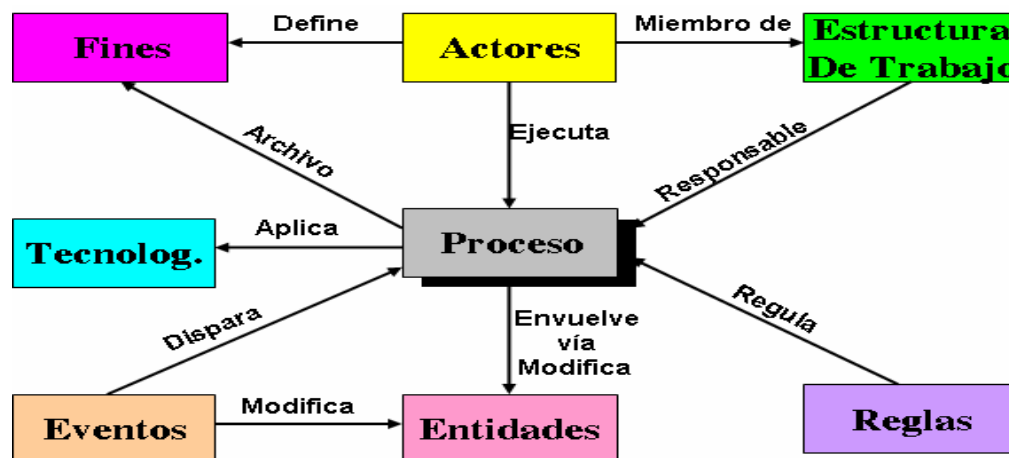 Fines
Define
Actores
Miembro de
Estructura
De Trabajo
Archivo
Ejecuta
Responsable
Tecnolog.
Aplica
Proceso
Dispara
Envuelve
vía
Modifica
Regula
Eventos
Modifica
Entidades
Reglas